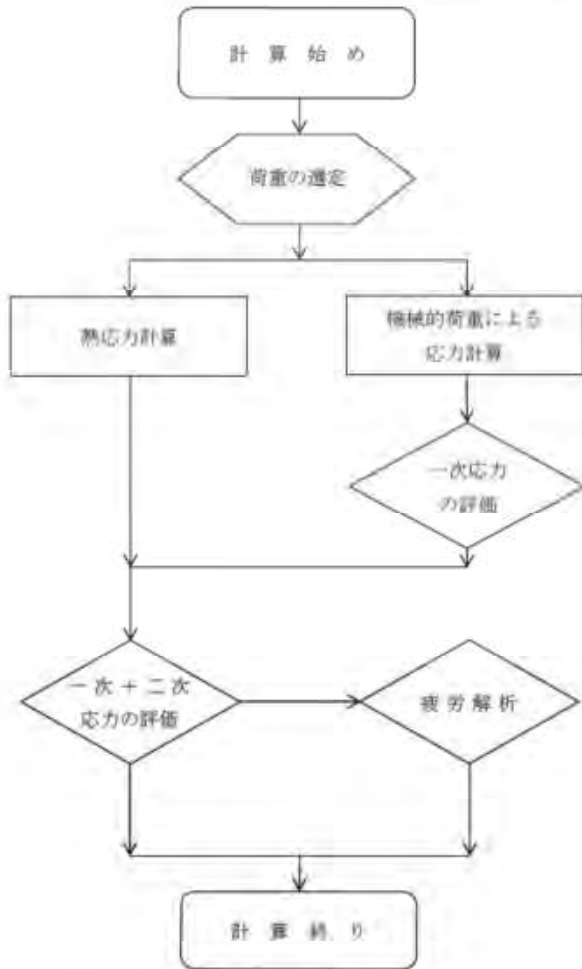 計算始め
荷重の選定
熱応力計算
機械的荷重による
応力計算
一次応力
の評価
一次+二次
応力の評価
疲労解析
計算終り